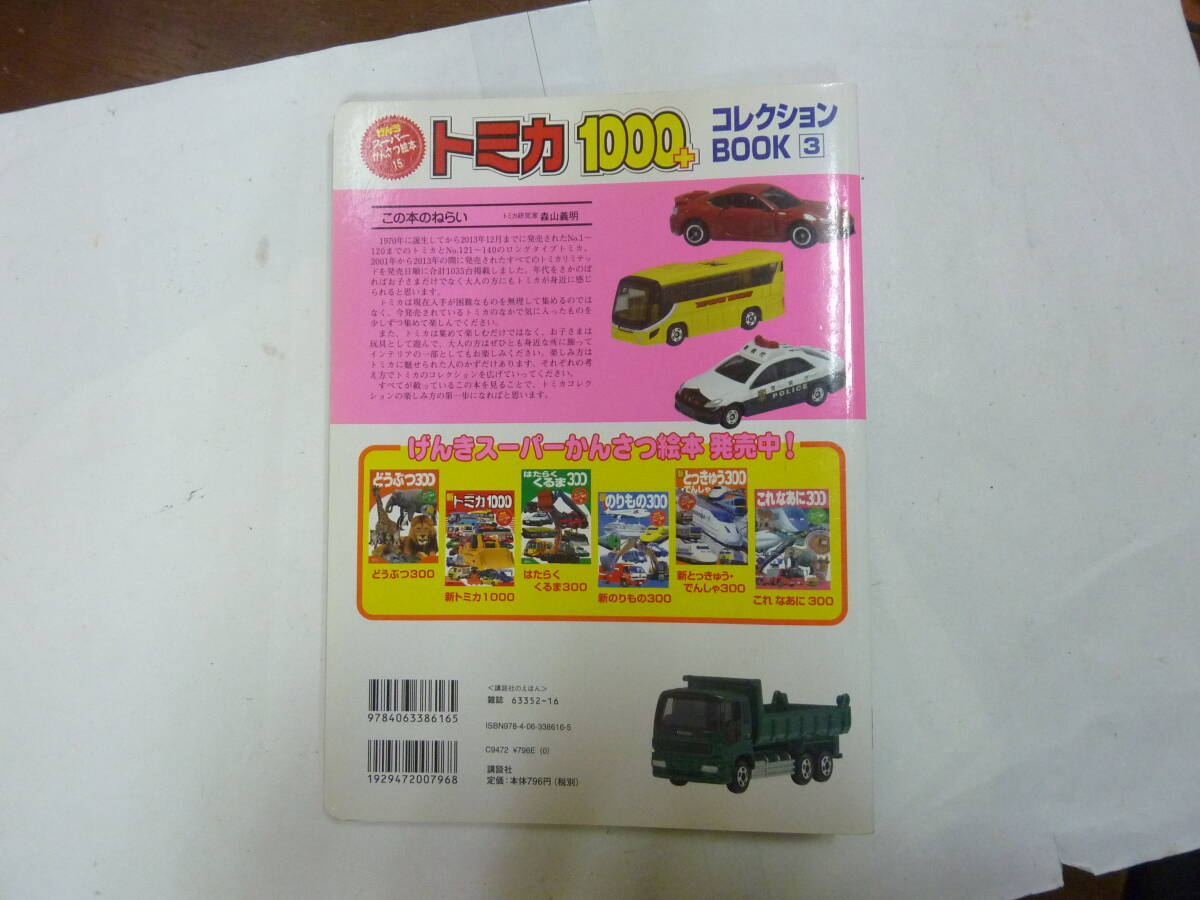 げんき
スーパー
かんさつ絵本
15
トミカ 1000+
コレクション
BOOK 3
この本のねらい トミカ研究家 森山義明
1970年に誕生してから2013年12月までに発売されたNo.1〜
120までのトミカとNo.121〜140のロングタイプトミカ、
2001年から2013年の間に発売されたすべてのトミカリミテッ
ドを発売日順に合計1035台掲載しました。年代をさかのぼ
ればお子さまだけでなく大人の方にもトミカが身近に感じ
られると思います。
トミカは現在入手が困難なものを無理して集めるのでは
なく、今発売されているトミカのなかで気に入ったものを
少しずつ集めて楽しんでください。
また、トミカは集めて楽しむだけではなく、お子さまは
玩具として遊んで、大人の方はぜひとも身近な所に飾って
インテリアの一部としてもお楽しみください。楽しみ方は
トミカに魅せられた人のかずだけあります。それぞれの考
え方でトミカのコレクションを広げていってください。
すべてが載っているこの本を見ることで、トミカコレク
ションの楽しみ方の第一歩になればと思います。
POLICE
げんきスーパーかんさつ絵本 発売中!
どうぶつ300
トミカ1000
はたらく
くるま300
のりもの300
とっきゅう300
でんしゃ
これなあに300
どうぶつ300
新トミカ1000
はたらく
くるま300
新のりもの300
新とっきゅう・
でんしゃ300
これ なあに 300
9784063386165
1929472007968
<講談社のえほん>
雑誌 63352-16
ISBN978-4-06-338616-5
C9472 ¥796E (0)
講談社
定価:本体796円(税別)